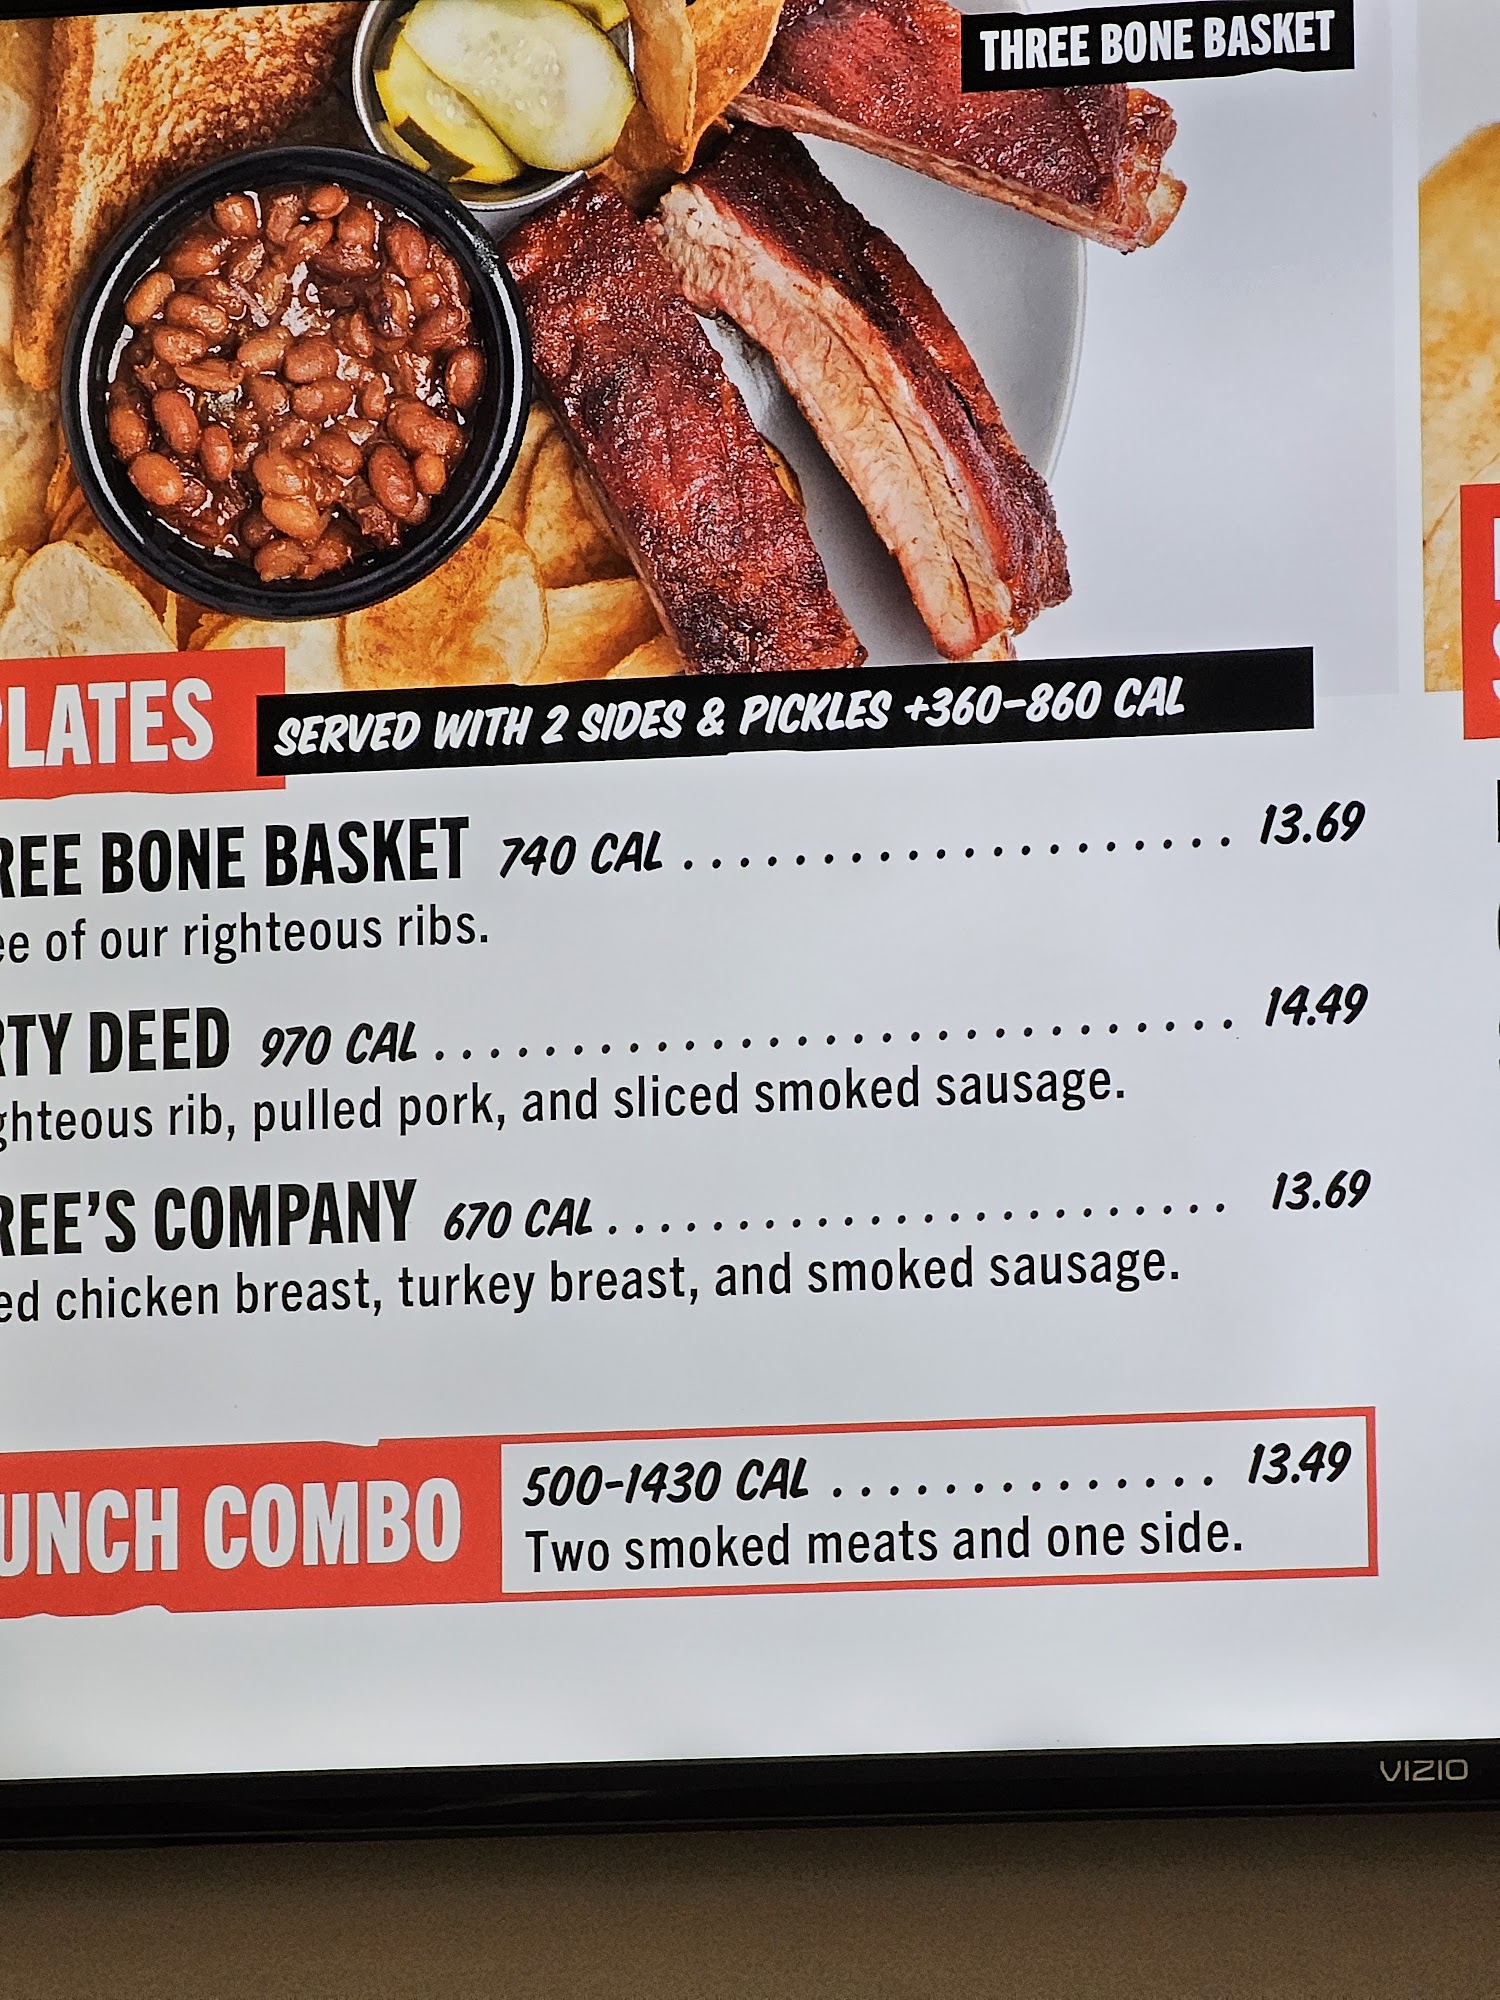 THREE BONE BASKET
PLATES SERVED WITH 2 SIDES & PICKLES +360-860 CAL
REE BONE BASKET 740 CAL .................... 13.69
ee of our righteous ribs.
RTY DEED 970 CAL ............................. 14.49
ghteous rib, pulled pork, and sliced smoked sausage.
REE'S COMPANY 670 CAL ....................... 13.69
ed chicken breast, turkey breast, and smoked sausage.
UNCH COMBO 500-1430 CAL .............. 13.49
Two smoked meats and one side.
VIZIO